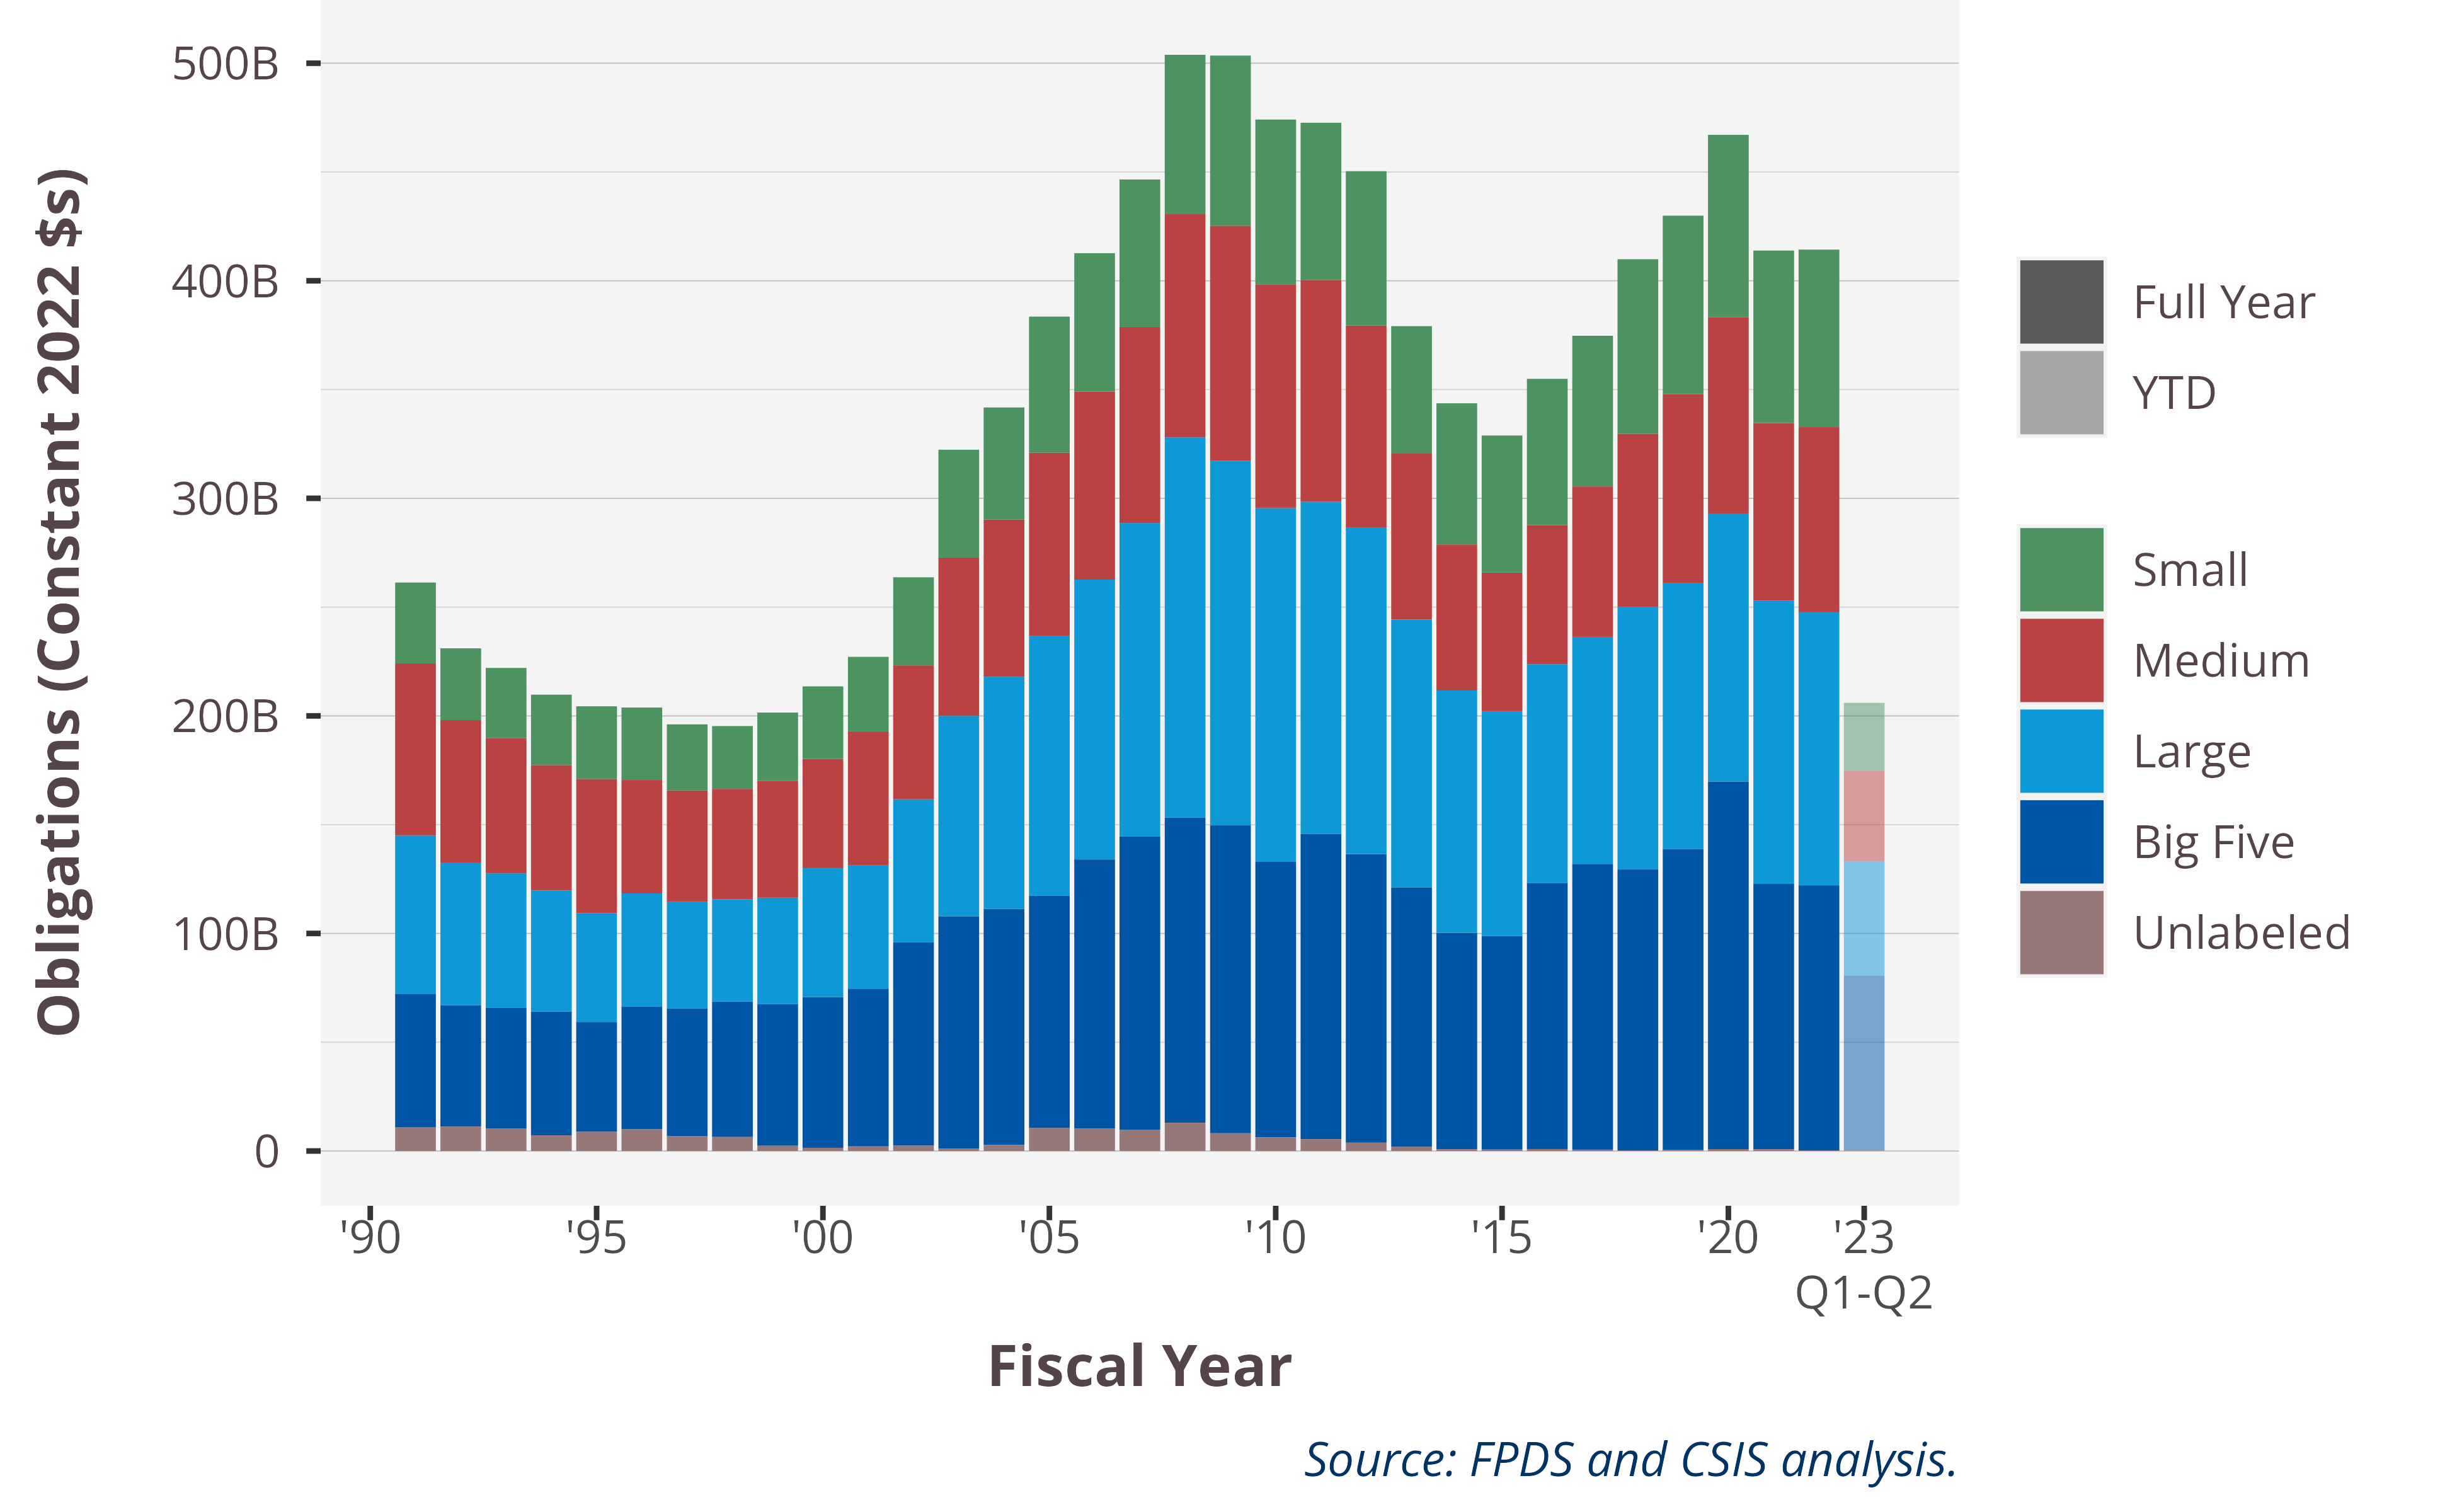 Obligations (Constant 2022 $s)
500B
400B
300B
200B
100B
0
'90 '95 '00 '05 '10 '15 '20 '23
Q1-Q2
Fiscal Year
Full Year
YTD
Small
Medium
Large
Big Five
Unlabeled
Source: FPDS and CSIS analysis.